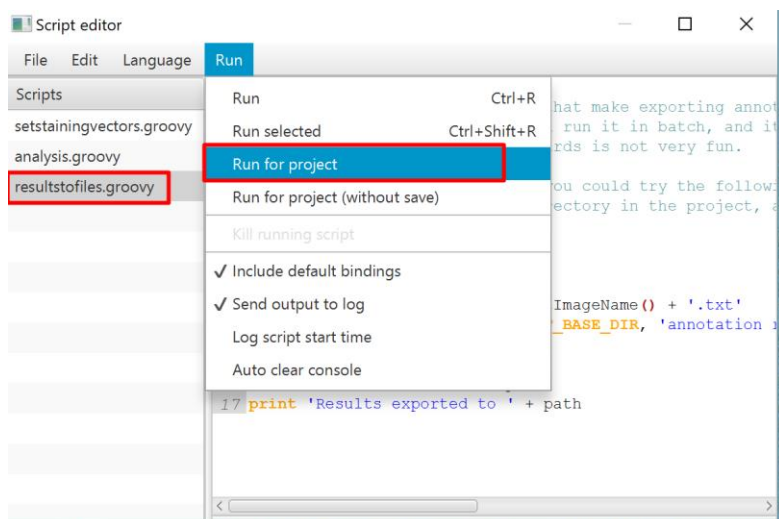 Script editor
File Edit Language Run
Scripts
setstainingvectors.groovy
analysis.groovy
resultstofiles.groovy
Run Ctrl+R
Run selected Ctrl+Shift+R
Run for project
Run for project (without save)
Kill running script
✓ Include default bindings
✓ Send output to log
Log script start time
Auto clear console
hat make exporting annot
run it in batch, and it
rds is not very fun.
ou could try the follow
ectory in the project, a
ImageName() + '.txt'
_BASE_DIR, 'annotation
17 print 'Results exported to ' + path